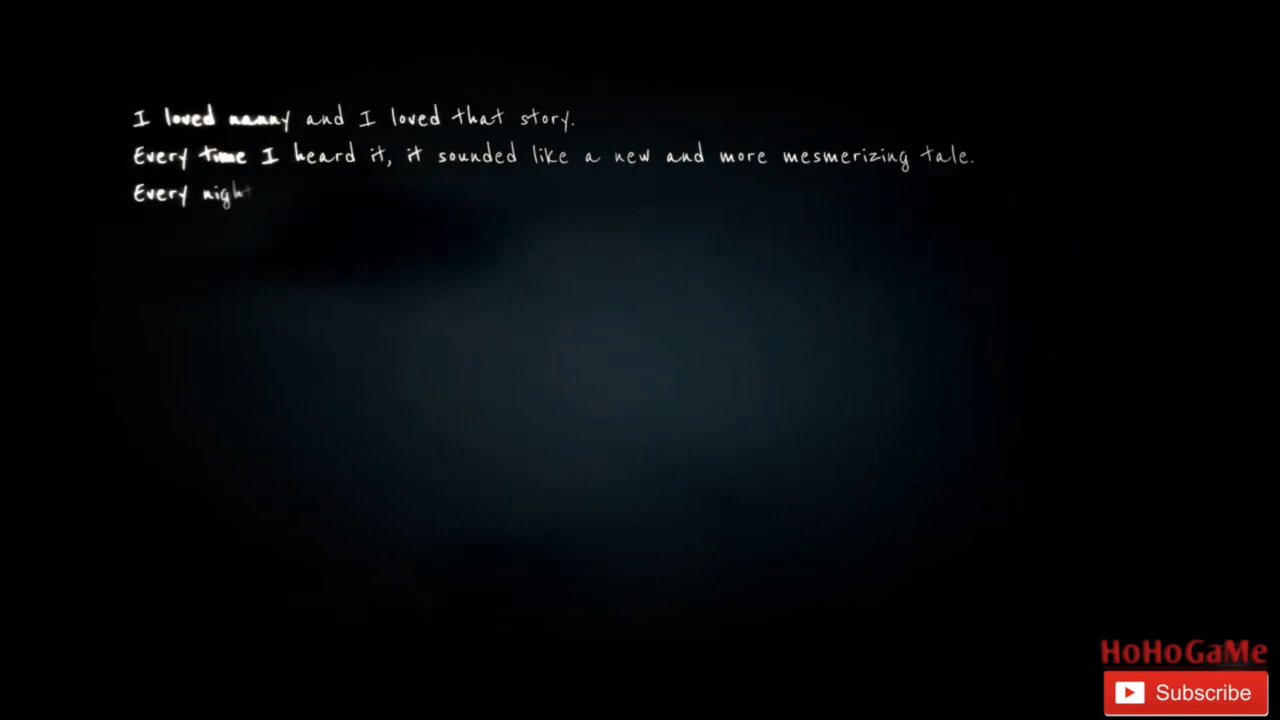 I loved nanny and I loved that story.
Every time I heard it, it sounded like a new and more mesmerizing tale.
Every night
HoHoGaMe
Subscribe